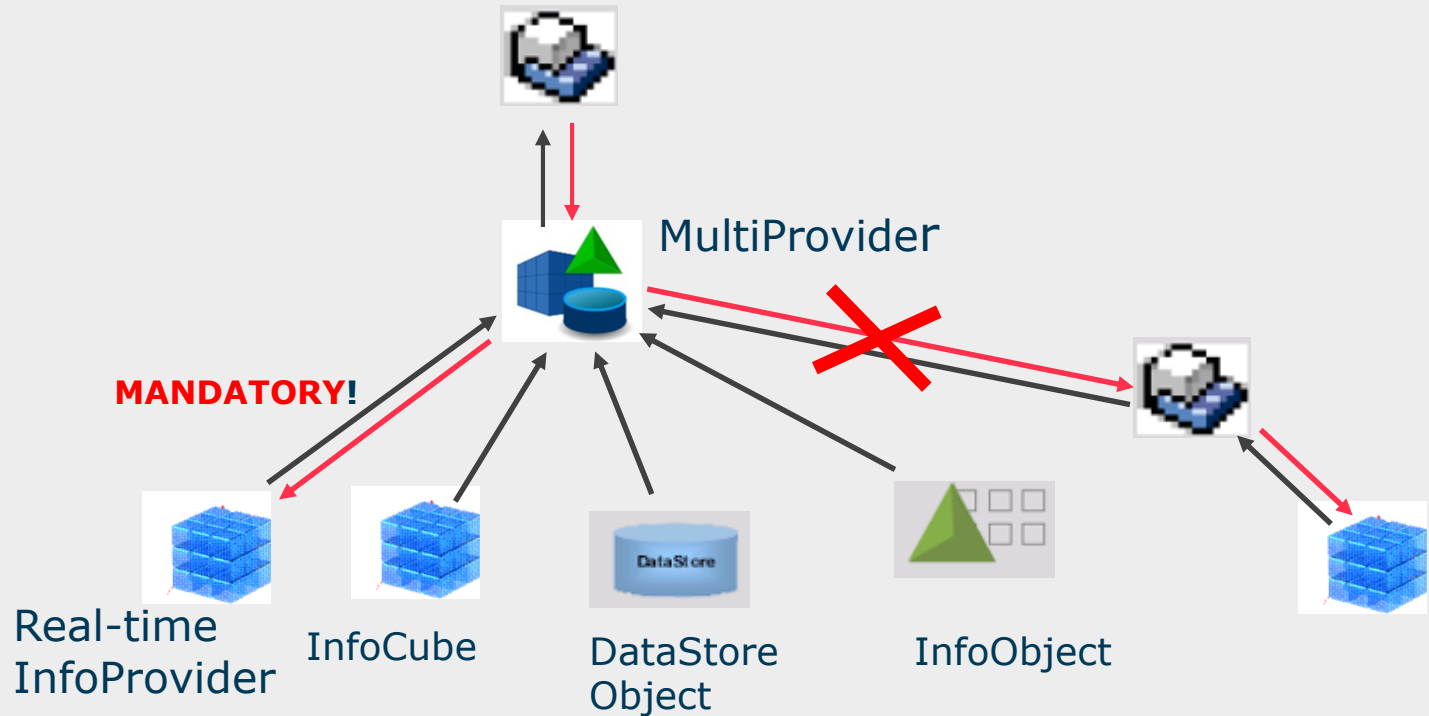 MultiProvider
MANDATORY!
DataStore
Real-time
InfoProvider
InfoCube
DataStore
Object
InfoObject